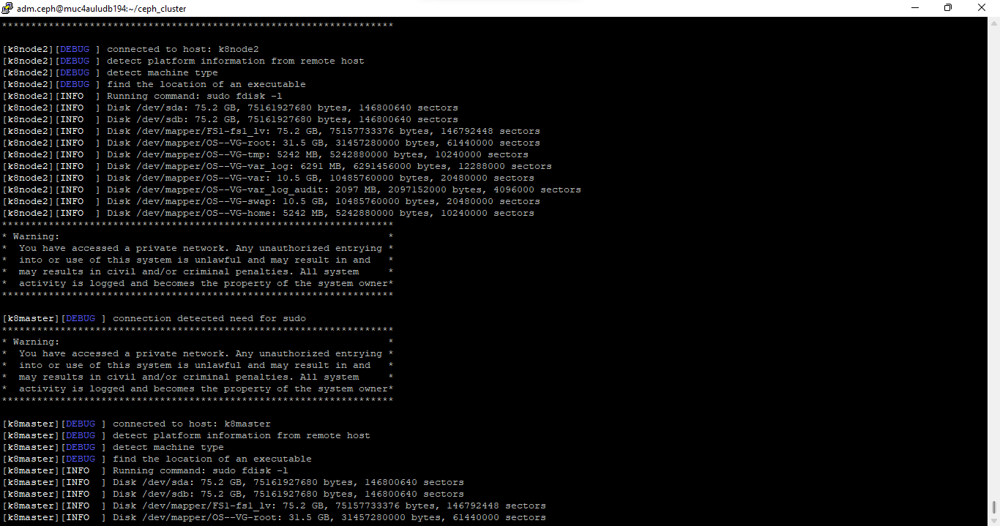 adm.ceph@muc4auludb194:~/ceph_cluster
*******************************************************************
[k8node2][DEBUG ] connected to host: k8node2
[k8node2][DEBUG ] detect platform information from remote host
[k8node2][DEBUG ] detect machine type
[k8node2][DEBUG ] find the location of an executable
[k8node2][INFO  ] Running command: sudo fdisk -l
[k8node2][INFO  ] Disk /dev/sda: 75.2 GB, 75161927680 bytes, 146800640 sectors
[k8node2][INFO  ] Disk /dev/sdb: 75.2 GB, 75161927680 bytes, 146800640 sectors
[k8node2][INFO  ] Disk /dev/mapper/FS1-fs1_lv: 75.2 GB, 75157733376 bytes, 146792448 sectors
[k8node2][INFO  ] Disk /dev/mapper/OS--VG-root: 31.5 GB, 31457280000 bytes, 61440000 sectors
[k8node2][INFO  ] Disk /dev/mapper/OS--VG-tmp: 5242 MB, 5242880000 bytes, 10240000 sectors
[k8node2][INFO  ] Disk /dev/mapper/OS--VG-var_log: 6291 MB, 6291456000 bytes, 12288000 sectors
[k8node2][INFO  ] Disk /dev/mapper/OS--VG-var: 10.5 GB, 10485760000 bytes, 20480000 sectors
[k8node2][INFO  ] Disk /dev/mapper/OS--VG-var_log_audit: 2097 MB, 2097152000 bytes, 4096000 sectors
[k8node2][INFO  ] Disk /dev/mapper/OS--VG-swap: 10.5 GB, 10485760000 bytes, 20480000 sectors
[k8node2][INFO  ] Disk /dev/mapper/OS--VG-home: 5242 MB, 5242880000 bytes, 10240000 sectors
*******************************************************************
* Warning:                                                        *
*  You have accessed a private network. Any unauthorized entrying *
*  into or use of this system is unlawful and may result in and   *
*  may results in civil and/or criminal penalties. All system     *
*  activity is logged and becomes the property of the system owner*
*******************************************************************
[k8master][DEBUG ] connection detected need for sudo
*******************************************************************
* Warning:                                                        *
*  You have accessed a private network. Any unauthorized entrying *
*  into or use of this system is unlawful and may result in and   *
*  may results in civil and/or criminal penalties. All system     *
*  activity is logged and becomes the property of the system owner*
*******************************************************************
[k8master][DEBUG ] connected to host: k8master
[k8master][DEBUG ] detect platform information from remote host
[k8master][DEBUG ] detect machine type
[k8master][DEBUG ] find the location of an executable
[k8master][INFO  ] Running command: sudo fdisk -l
[k8master][INFO  ] Disk /dev/sda: 75.2 GB, 75161927680 bytes, 146800640 sectors
[k8master][INFO  ] Disk /dev/sdb: 75.2 GB, 75161927680 bytes, 146800640 sectors
[k8master][INFO  ] Disk /dev/mapper/FS1-fs1_lv: 75.2 GB, 75157733376 bytes, 146792448 sectors
[k8master][INFO  ] Disk /dev/mapper/OS--VG-root: 31.5 GB, 31457280000 bytes, 61440000 sectors